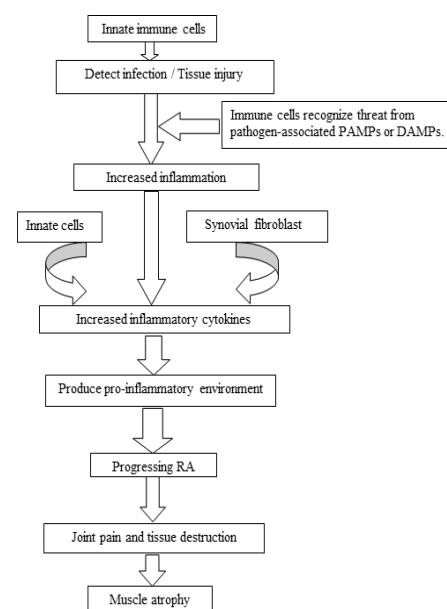 Innate immune cells
Detect infection / Tissue injury
Immune cells recognize threat from
pathogen-associated PAMPs or DAMPs.
Increased inflammation
Innate cells
Synovial fibroblast
Increased inflammatory cytokines
Produce pro-inflammatory environment
Progressing RA
Joint pain and tissue destruction
Muscle atrophy